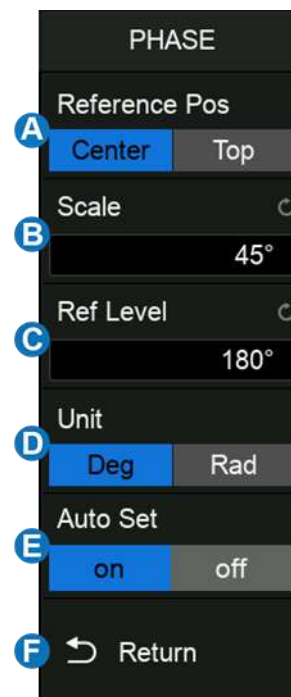 PHASE
Reference Pos
A
Center Top
Scale
B
45°
Ref Level
C
180°
Unit
D
Deg Rad
Auto Set
E
on off
F Return